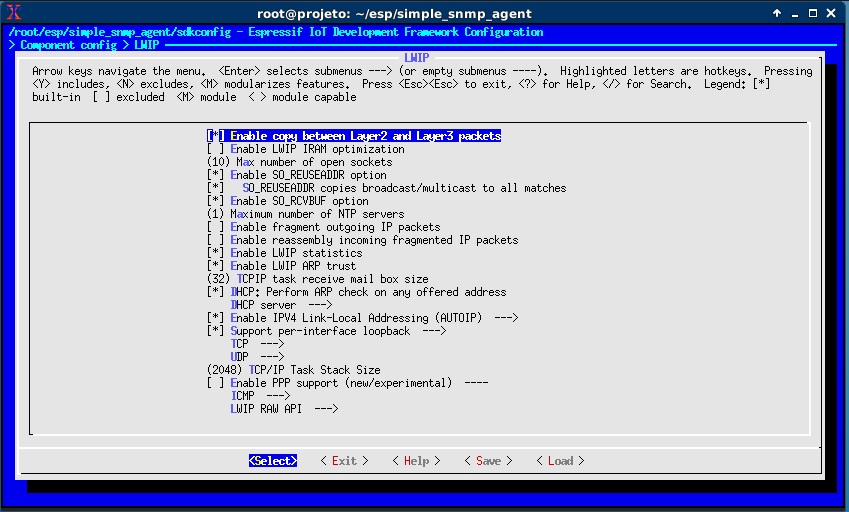 root@projeto: ~/esp/simple_snmp_agent
/root/esp/simple_snmp_agent/sdkconfig - Espressif IoT Development Framework Configuration
> Component config > LWIP
LWIP
Arrow keys navigate the menu. <Enter> selects submenus ---> (or empty submenus ----). Highlighted letters are hotkeys. Pressing
<Y> includes, <N> excludes, <M> modularizes features. Press <Esc><Esc> to exit, <?> for Help, </> for Search. Legend: [*]
built-in [ ] excluded <M> module < > module capable
[*] Enable copy between Layer2 and Layer3 packets
[ ] Enable LWIP IRAM optimization
(10) Max number of open sockets
[*] Enable SO_REUSEADDR option
[*] SO_REUSEADDR copies broadcast/multicast to all matches
[*] Enable SO_RCVBUF option
(1) Maximum number of NTP servers
[ ] Enable fragment outgoing IP packets
[ ] Enable reassembly incoming fragmented IP packets
[*] Enable LWIP statistics
[*] Enable LWIP ARP trust
(32) TCPIP task receive mail box size
[*] DHCP: Perform ARP check on any offered address
DHCP server --->
[*] Enable IPV4 Link-Local Addressing (AUTOIP) --->
[*] Support per-interface loopback --->
TCP --->
UDP --->
(2048) TCP/IP Task Stack Size
[ ] Enable PPP support (new/experimental) ----
ICMP --->
LWIP RAW API --->
<Select> < Exit > < Help > < Save > < Load >